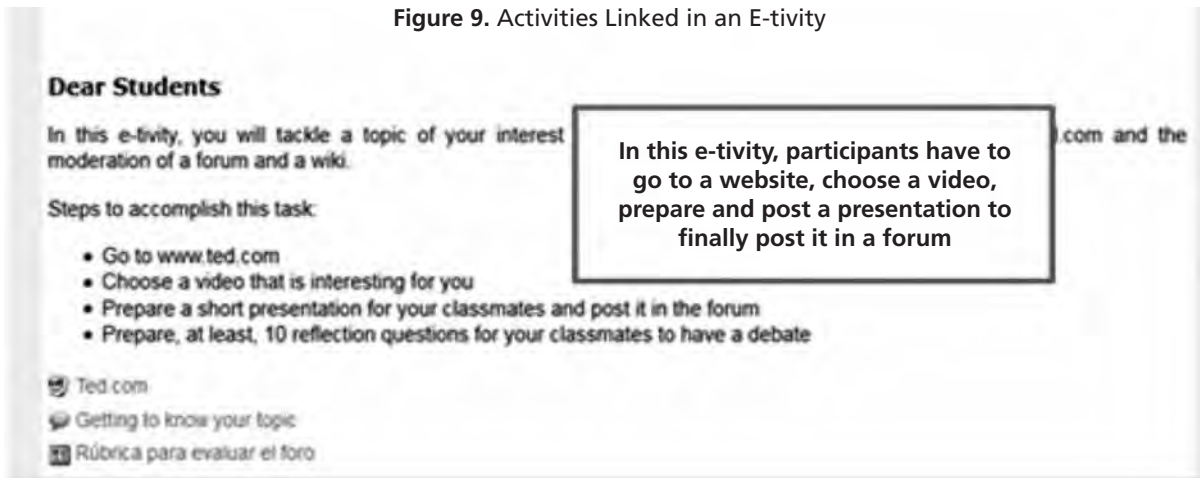 Figure 9. Activities Linked in an E-tivity
Dear Students
In this e-tivity, you will tackle a topic of your interest .com and the
moderation of a forum and a wiki.
In this e-tivity, participants have to
go to a website, choose a video,
prepare and post a presentation to
finally post it in a forum
Steps to accomplish this task:
• Go to www.ted.com
• Choose a video that is interesting for you
• Prepare a short presentation for your classmates and post it in the forum
• Prepare, at least, 10 reflection questions for your classmates to have a debate
Ted.com
Getting to know your topic
Rúbrica para evaluar el foro